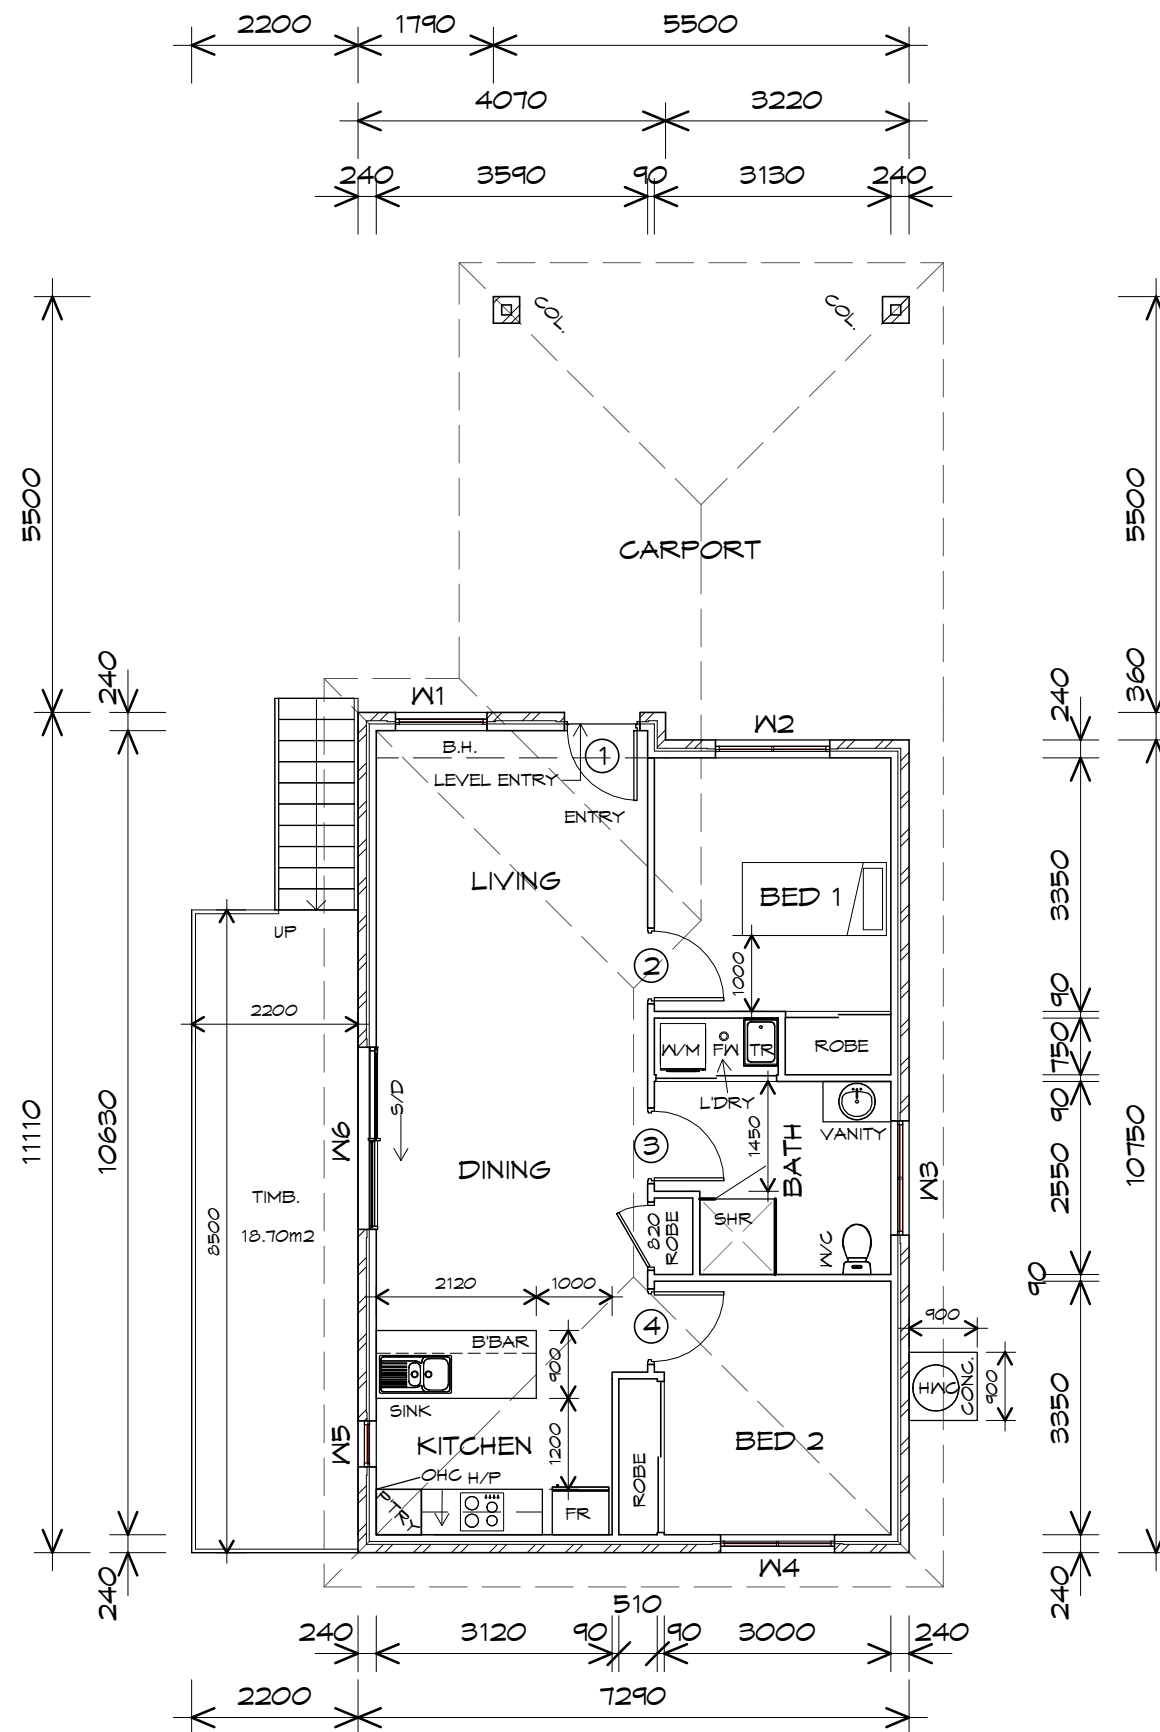 2200 1790 5500
4070 3220
240 3590 90 3130 240
COL. COL.
5500 5500
CARPORT
240 360 240
W1 W2
B.H.
1
LEVEL ENTRY
ENTRY
LIVING
BED 1
3350
UP
2
1000
90
2200
W/M FW TR ROBE
750
L'DRY
90
S/D
VANITY
11110 10630 W6
3
1450
BATH
W3
2550
10750
DINING
TIMB.
18.70m2
8500
820
ROBE
SHR
W/C
90
2120 1000
4
B'BAR
900
900
CONC.
HWC
900
SINK
W5
KITCHEN
1200
BED 2
3350
OHC H/P
P'TRY
FR
ROBE
240
W4
240
510
240 3120 90 90 3000 240
2200 7290